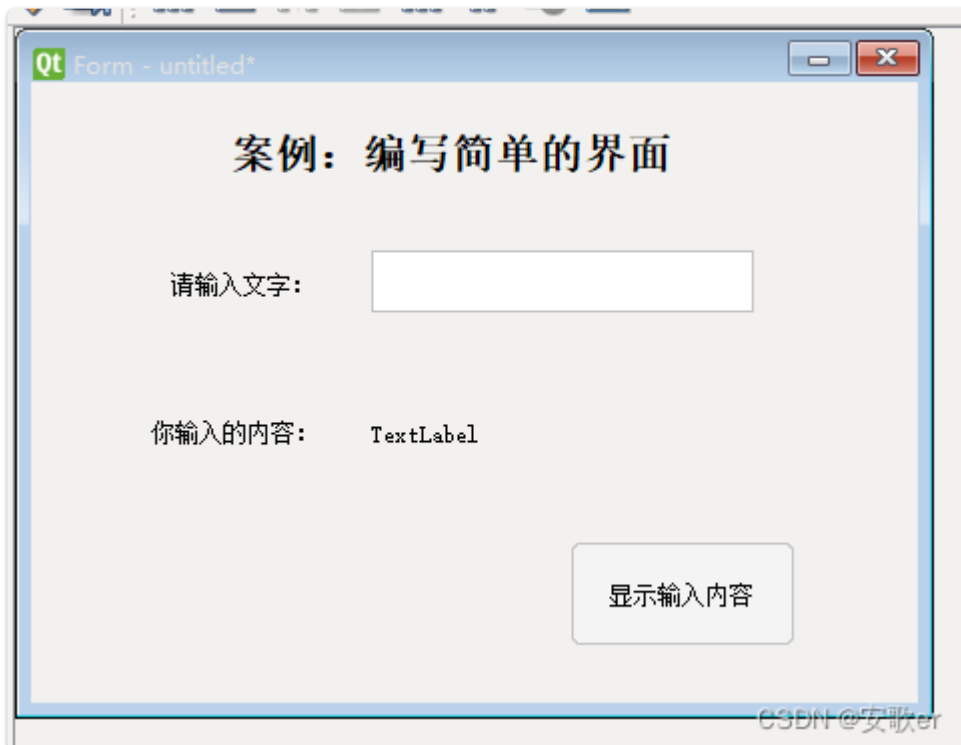 Qt Form - untitled*
案例：编写简单的界面
请输入文字：
你输入的内容： TextLabel
显示输入内容
CSDN @安歌er